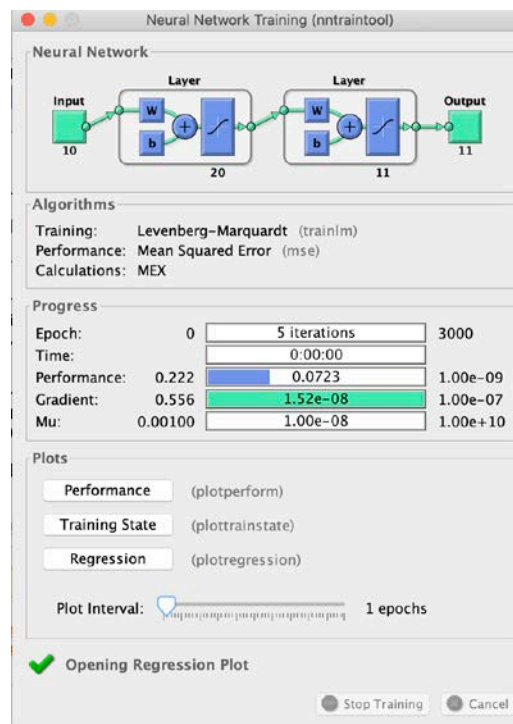 Neural Network Training (nntraintool)
Neural Network
Layer Layer
Input Output
W W
b b
10 20 11 11
Algorithms
Training: Levenberg-Marquardt (trainlm)
Performance: Mean Squared Error (mse)
Calculations: MEX
Progress
Epoch: 0 5 iterations 3000
Time: 0:00:00
Performance: 0.222 0.0723 1.00e-09
Gradient: 0.556 1.52e-08 1.00e-07
Mu: 0.00100 1.00e-08 1.00e+10
Plots
Performance (plotperform)
Training State (plottrainstate)
Regression (plotregression)
Plot Interval: 1 epochs
Opening Regression Plot
Stop Training Cancel